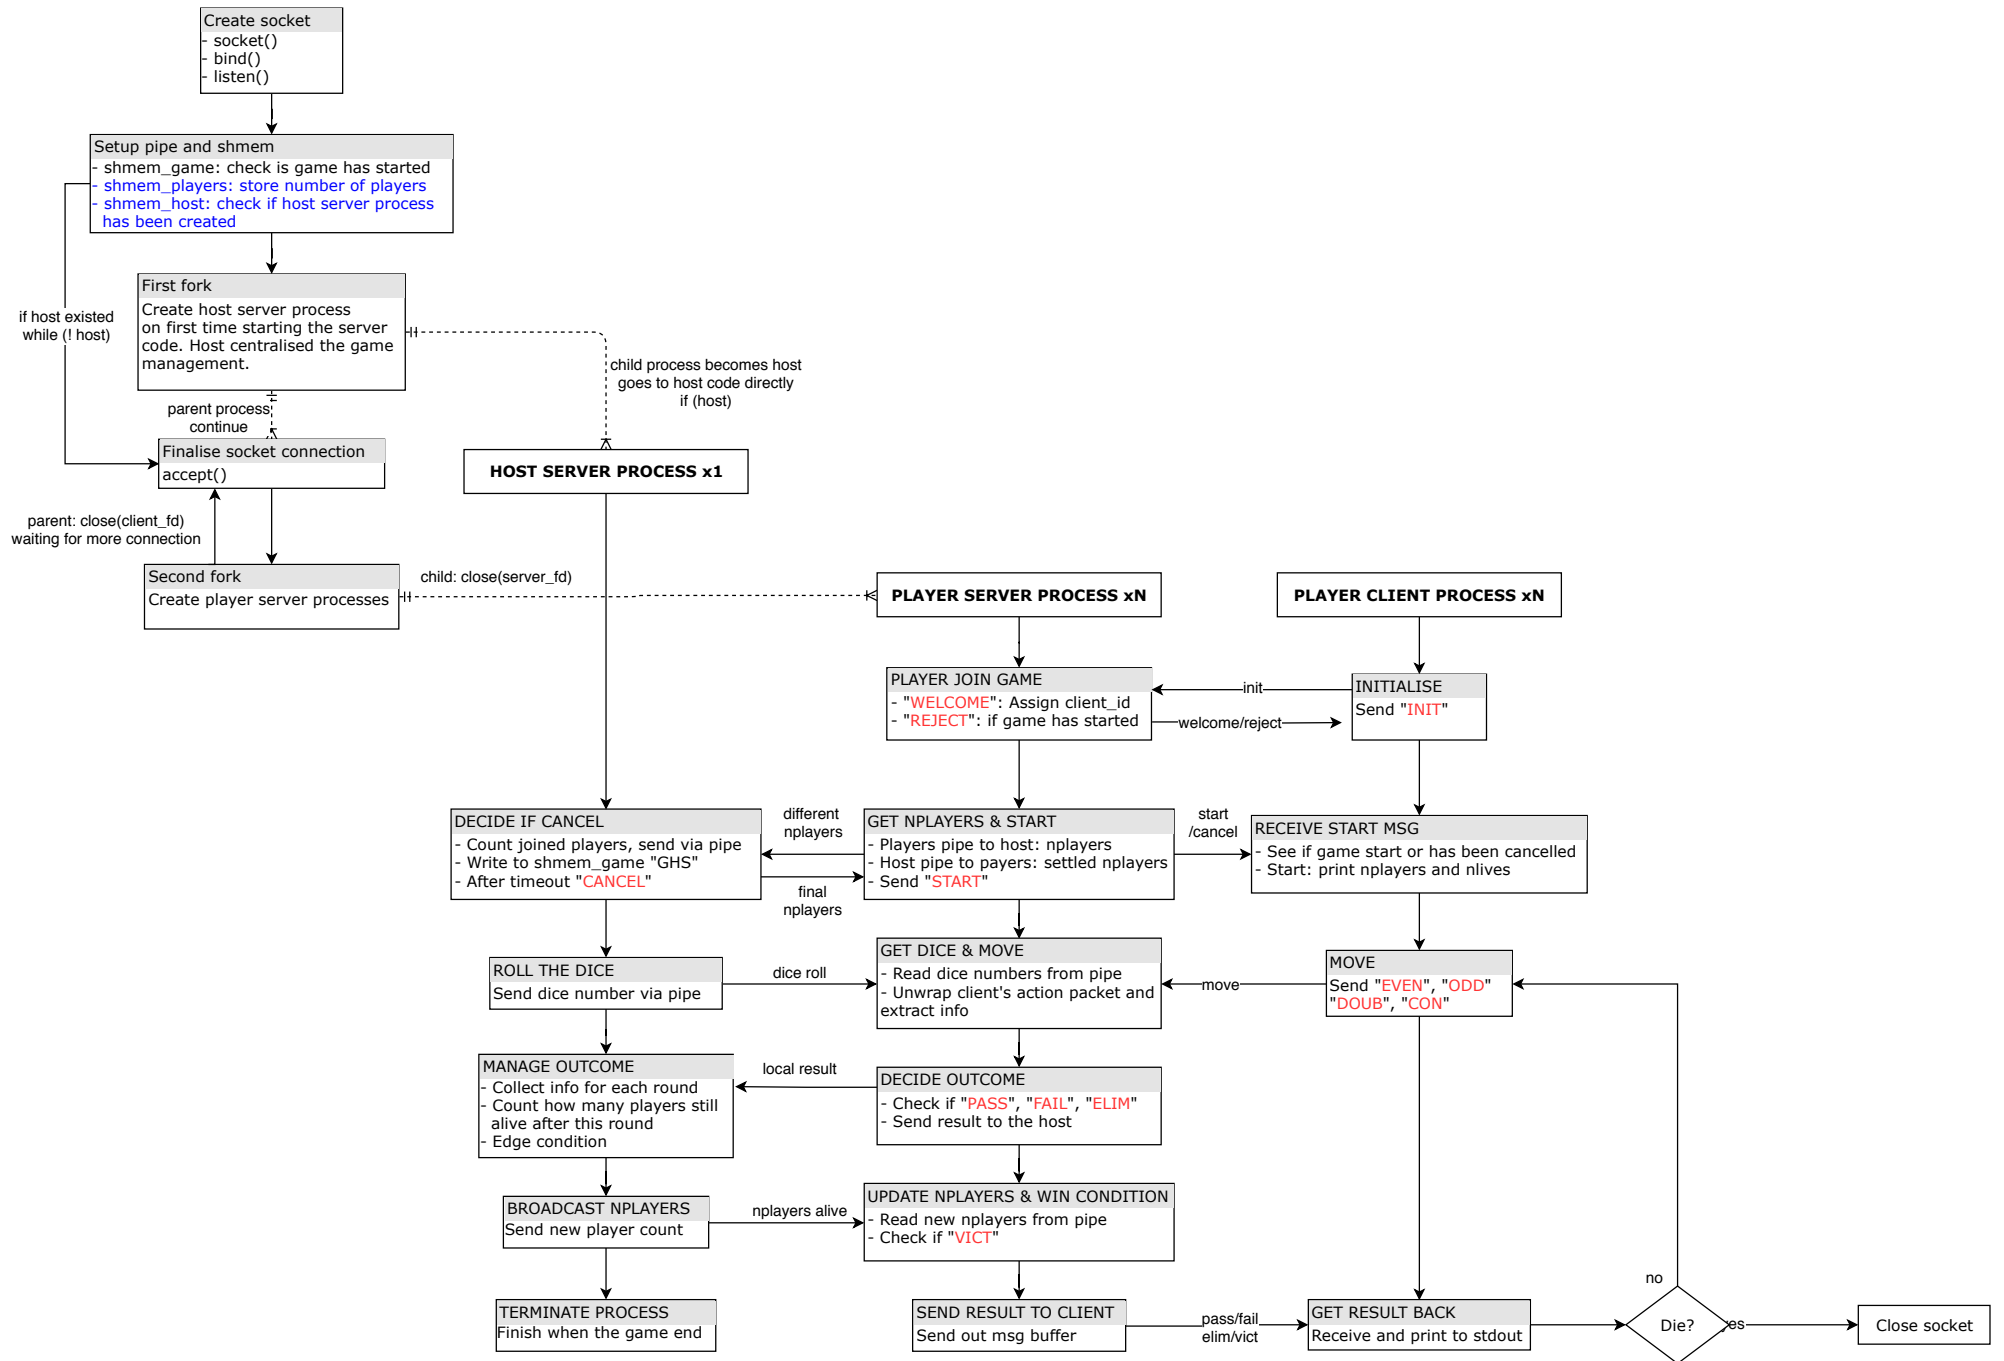 Create socket
- socket()
- bind()
- listen()
Setup pipe and shmem
- shmem_game: check is game has started
- shmem_players: store number of players
- shmem_host: check if host server process
has been created
First fork
Create host server process
on first time starting the server
code. Host centralised the game
management.
if host existed
while (! host)
child process becomes host
goes to host code directly
if (host)
parent process
continue
Finalise socket connection
accept()
HOST SERVER PROCESS x1
parent: close(client_fd)
waiting for more connection
Second fork
Create player server processes
child: close(server_fd)
PLAYER SERVER PROCESS xN
PLAYER CLIENT PROCESS xN
PLAYER JOIN GAME
- "WELCOME": Assign client_id
- "REJECT": if game has started
init
welcome/reject
INITIALISE
Send "INIT"
DECIDE IF CANCEL
- Count joined players, send via pipe
- Write to shmem_game "GHS"
- After timeout "CANCEL"
different
nplayers
final
nplayers
GET NPLAYERS & START
- Players pipe to host: nplayers
- Host pipe to payers: settled nplayers
- Send "START"
start
/cancel
RECEIVE START MSG
- See if game start or has been cancelled
- Start: print nplayers and nlives
ROLL THE DICE
Send dice number via pipe
dice roll
GET DICE & MOVE
- Read dice numbers from pipe
- Unwrap client's action packet and
extract info
move
MOVE
Send "EVEN", "ODD"
"DOUB", "CON"
MANAGE OUTCOME
- Collect info for each round
- Count how many players still
alive after this round
- Edge condition
local result
DECIDE OUTCOME
- Check if "PASS", "FAIL", "ELIM"
- Send result to the host
BROADCAST NPLAYERS
Send new player count
nplayers alive
UPDATE NPLAYERS & WIN CONDITION
- Read new nplayers from pipe
- Check if "VICT"
TERMINATE PROCESS
Finish when the game end
SEND RESULT TO CLIENT
Send out msg buffer
pass/fail
elim/vict
GET RESULT BACK
Receive and print to stdout
no
Die?
yes
Close socket